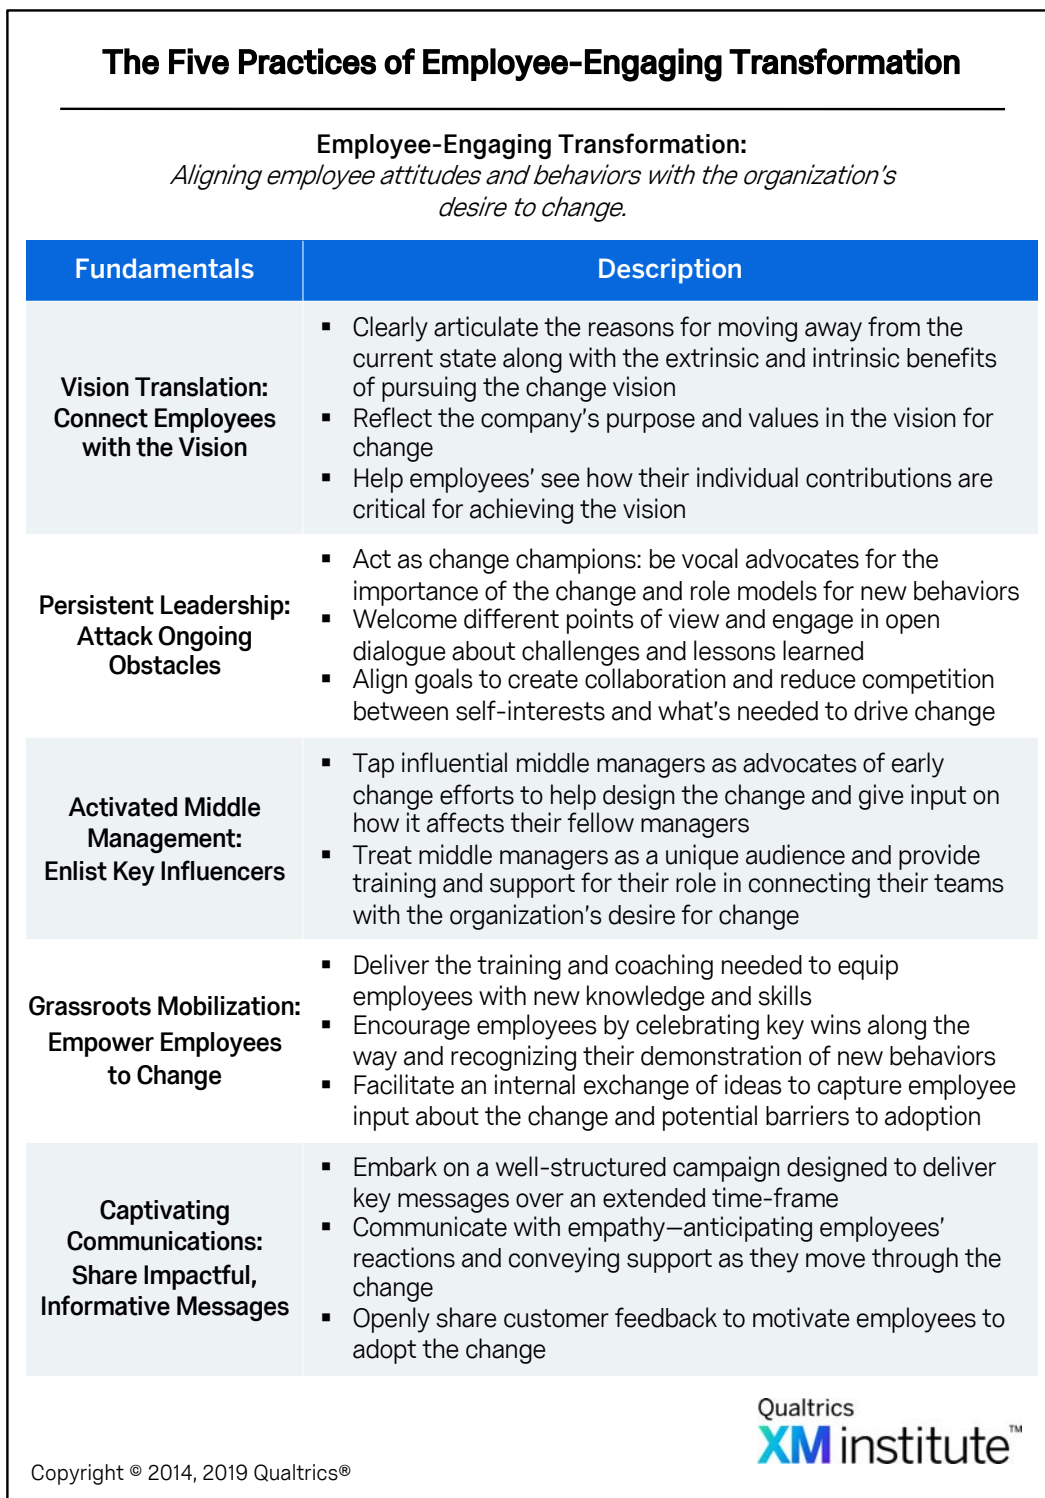 The Five Practices of Employee-Engaging Transformation
Employee-Engaging Transformation:
Aligning employee attitudes and behaviors with the organization's
desire to change.
Fundamentals
Description
Vision Translation:
Connect Employees
with the Vision
▪ Clearly articulate the reasons for moving away from the
current state along with the extrinsic and intrinsic benefits
of pursuing the change vision
▪ Reflect the company's purpose and values in the vision for
change
▪ Help employees' see how their individual contributions are
critical for achieving the vision
Persistent Leadership:
Attack Ongoing
Obstacles
▪ Act as change champions: be vocal advocates for the
importance of the change and role models for new behaviors
▪ Welcome different points of view and engage in open
dialogue about challenges and lessons learned
▪ Align goals to create collaboration and reduce competition
between self-interests and what's needed to drive change
Activated Middle
Management:
Enlist Key Influencers
▪ Tap influential middle managers as advocates of early
change efforts to help design the change and give input on
how it affects their fellow managers
▪ Treat middle managers as a unique audience and provide
training and support for their role in connecting their teams
with the organization's desire for change
Grassroots Mobilization:
Empower Employees
to Change
▪ Deliver the training and coaching needed to equip
employees with new knowledge and skills
▪ Encourage employees by celebrating key wins along the
way and recognizing their demonstration of new behaviors
▪ Facilitate an internal exchange of ideas to capture employee
input about the change and potential barriers to adoption
Captivating
Communications:
Share Impactful,
Informative Messages
▪ Embark on a well-structured campaign designed to deliver
key messages over an extended time-frame
▪ Communicate with empathy—anticipating employees'
reactions and conveying support as they move through the
change
▪ Openly share customer feedback to motivate employees to
adopt the change
Qualtrics
XM institute™
Copyright © 2014, 2019 Qualtrics®